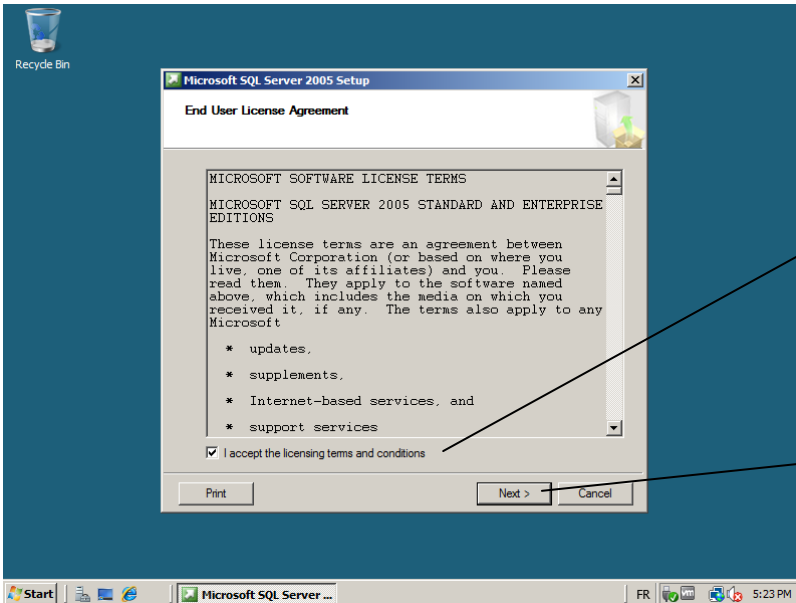 Recycle Bin
Microsoft SQL Server 2005 Setup
End User License Agreement
MICROSOFT SOFTWARE LICENSE TERMS
MICROSOFT SQL SERVER 2005 STANDARD AND ENTERPRISE
EDITIONS
These license terms are an agreement between
Microsoft Corporation (or based on where you
live, one of its affiliates) and you.  Please
read them.  They apply to the software named
above, which includes the media on which you
received it, if any.  The terms also apply to any
Microsoft
* updates,
* supplements,
* Internet-based services, and
* support services
I accept the licensing terms and conditions
Print
Next >
Cancel
Start
Microsoft SQL Server ...
FR
5:23 PM